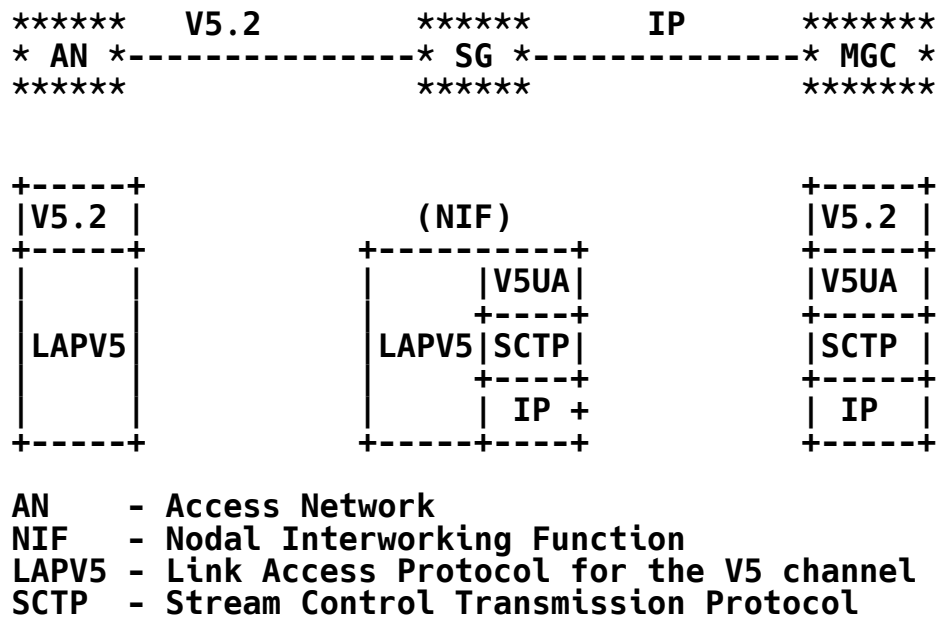 ******   V5.2        ******      IP      *******
* AN *---------------* SG *--------------* MGC *
******               ******              *******
+-----+                                  +-----+
|V5.2 |              (NIF)               |V5.2 |
+-----+           +----------+           +-----+
|     |           |     |V5UA|           |V5UA |
|     |           |     +----+           +-----+
|LAPV5|           |LAPV5|SCTP|           |SCTP |
|     |           |     +----+           +-----+
|     |           |     | IP +           | IP  |
+-----+           +-----+----+           +-----+
AN    - Access Network
NIF   - Nodal Interworking Function
LAPV5 - Link Access Protocol for the V5 channel
SCTP  - Stream Control Transmission Protocol